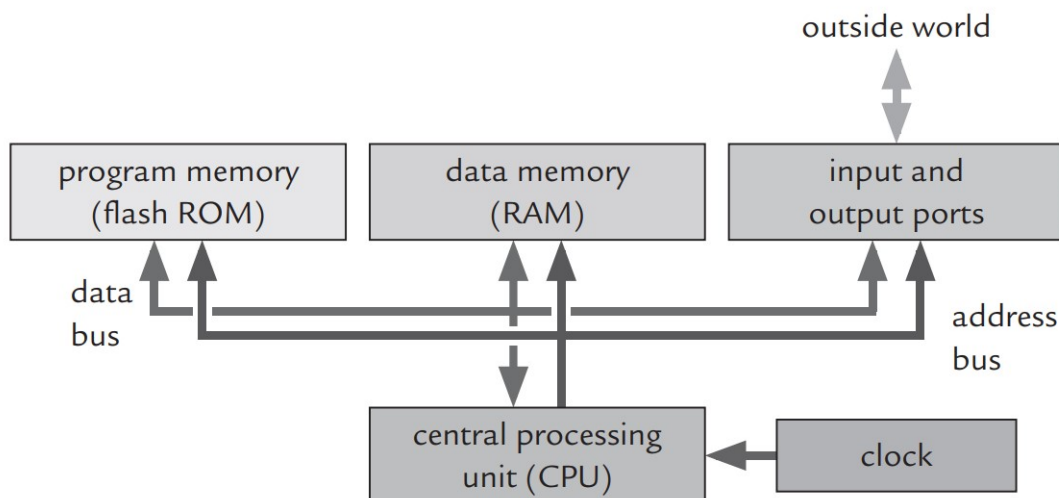 outside world
program memory
(flash ROM)
data memory
(RAM)
input and
output ports
data
bus
address
bus
central processing
unit (CPU)
clock